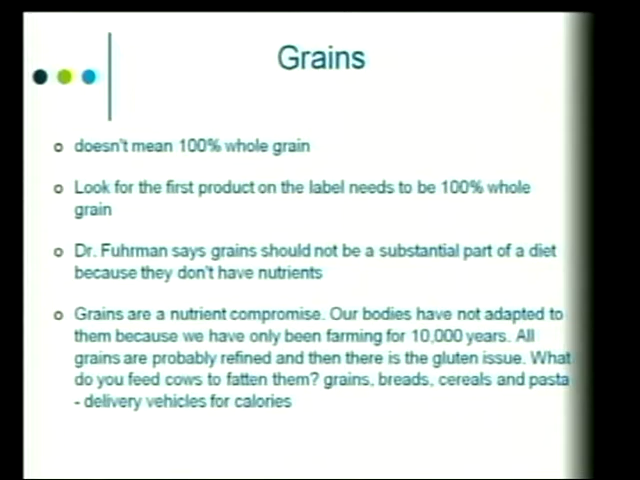 Grains
doesn't mean 100% whole grain
Look for the first product on the label needs to be 100% whole
grain
Dr. Fuhrman says grains should not be a substantial part of a diet
because they don't have nutrients
Grains are a nutrient compromise. Our bodies have not adapted to
them because we have only been farming for 10,000 years. All
grains are probably refined and then there is the gluten issue. What
do you feed cows to fatten them? grains, breads, cereals and pasta
- delivery vehicles for calories